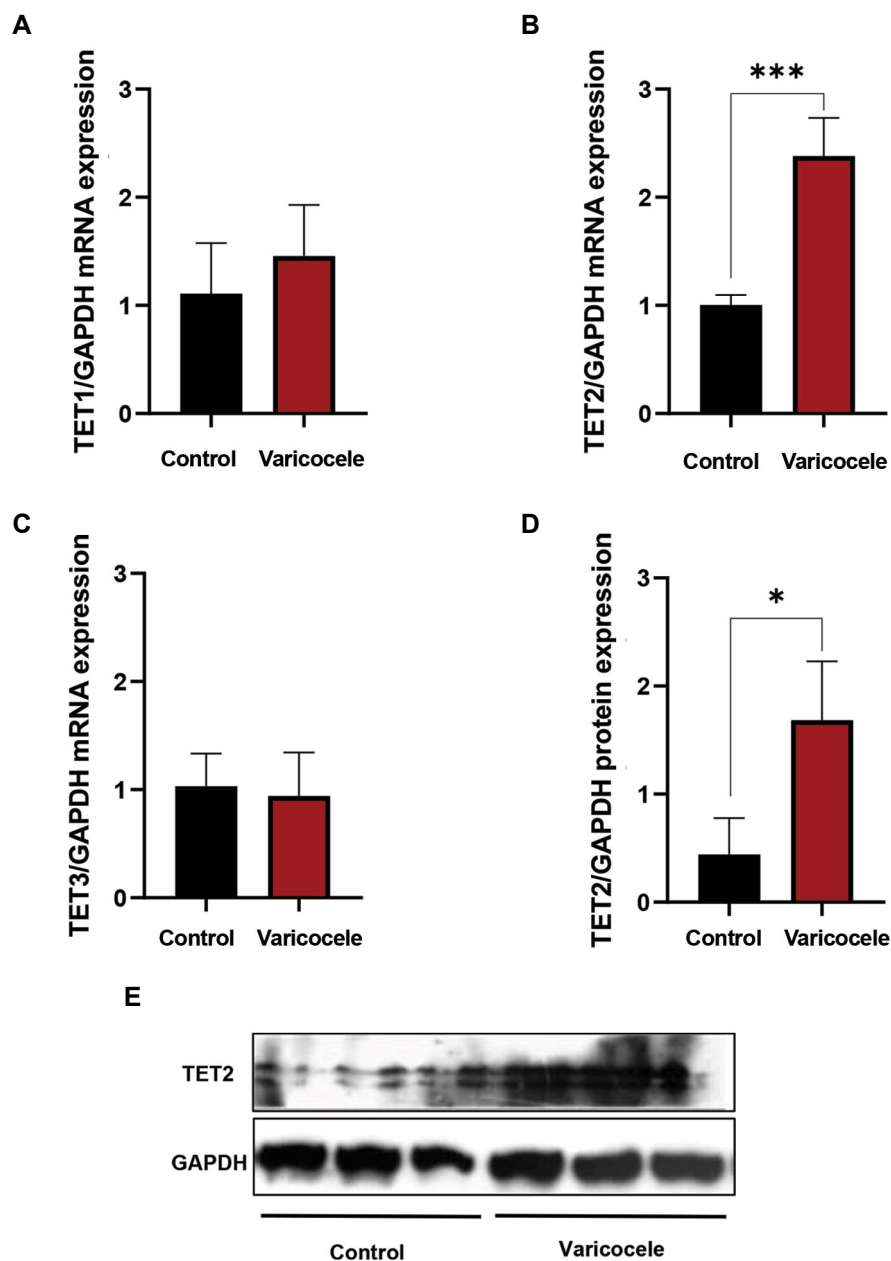 A
TET1/GAPDH mRNA expression
3
2
1
0
Control Varicocele
B
TET2/GAPDH mRNA expression
***
3
2
1
0
Control Varicocele
C
TET3/GAPDH mRNA expression
3
2
1
0
Control Varicocele
D
TET2/GAPDH protein expression
*
3
2
1
0
Control Varicocele
E
TET2
GAPDH
Control Varicocele